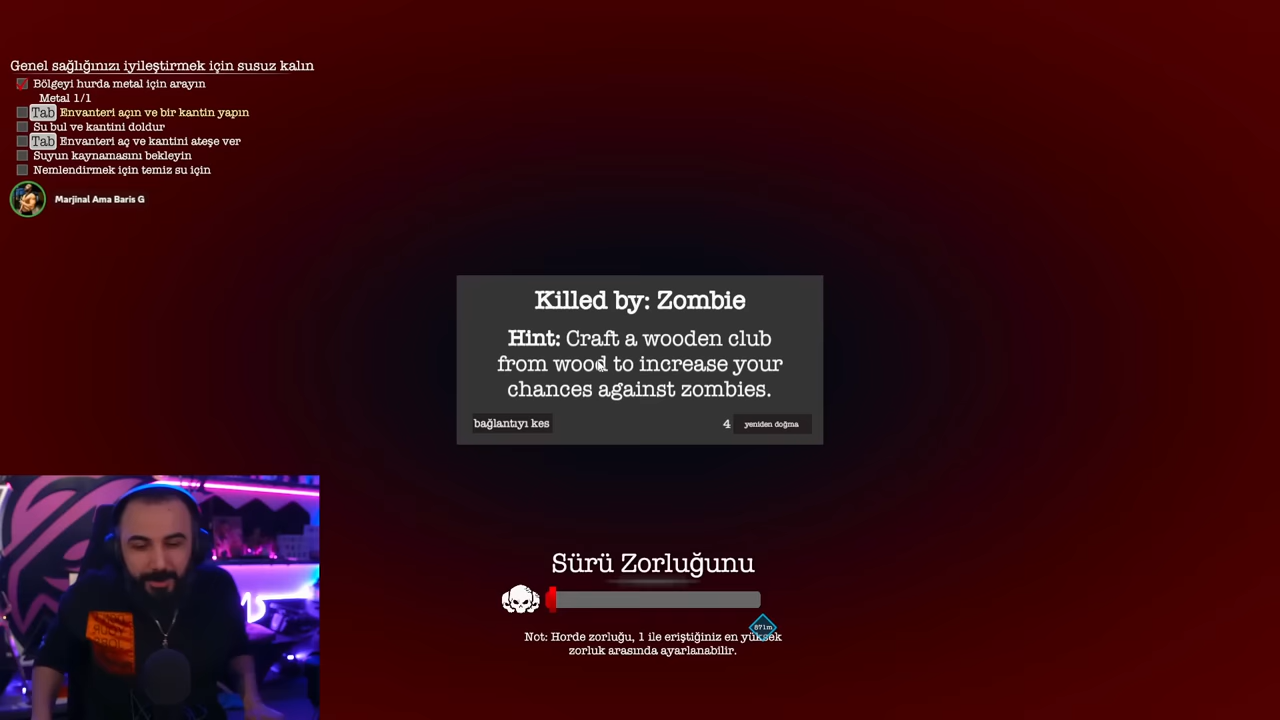 Genel sağlığınızı iyileştirmek için susuz kalın
Bölgeyi hurda metal için arayın
Metal 1/1
Tab Envanteri açın ve bir kantin yapın
Su bul ve kantini doldur
Tab Envanteri aç ve kantini ateşe ver
Suyun kaynamasını bekleyin
Nemlendirmek için temiz su için
Marjinal Ama Baris G
Killed by: Zombie
Hint: Craft a wooden club
from wood to increase your
chances against zombies.
bağlantıyı kes
4 yeniden doğma
Sürü Zorluğunu
871m
Not: Horde zorluğu, 1 ile eriştiğiniz en yüksek
zorluk arasında ayarlanabilir.